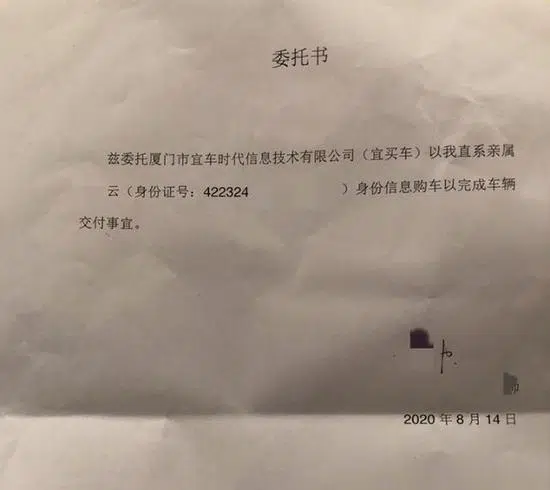 委托书
兹委托厦门市宜车时代信息技术有限公司（宜买车）以我直系亲属
云（身份证号：422324 ）身份信息购车以完成车辆
交付事宜。
2020 年 8 月 14 日